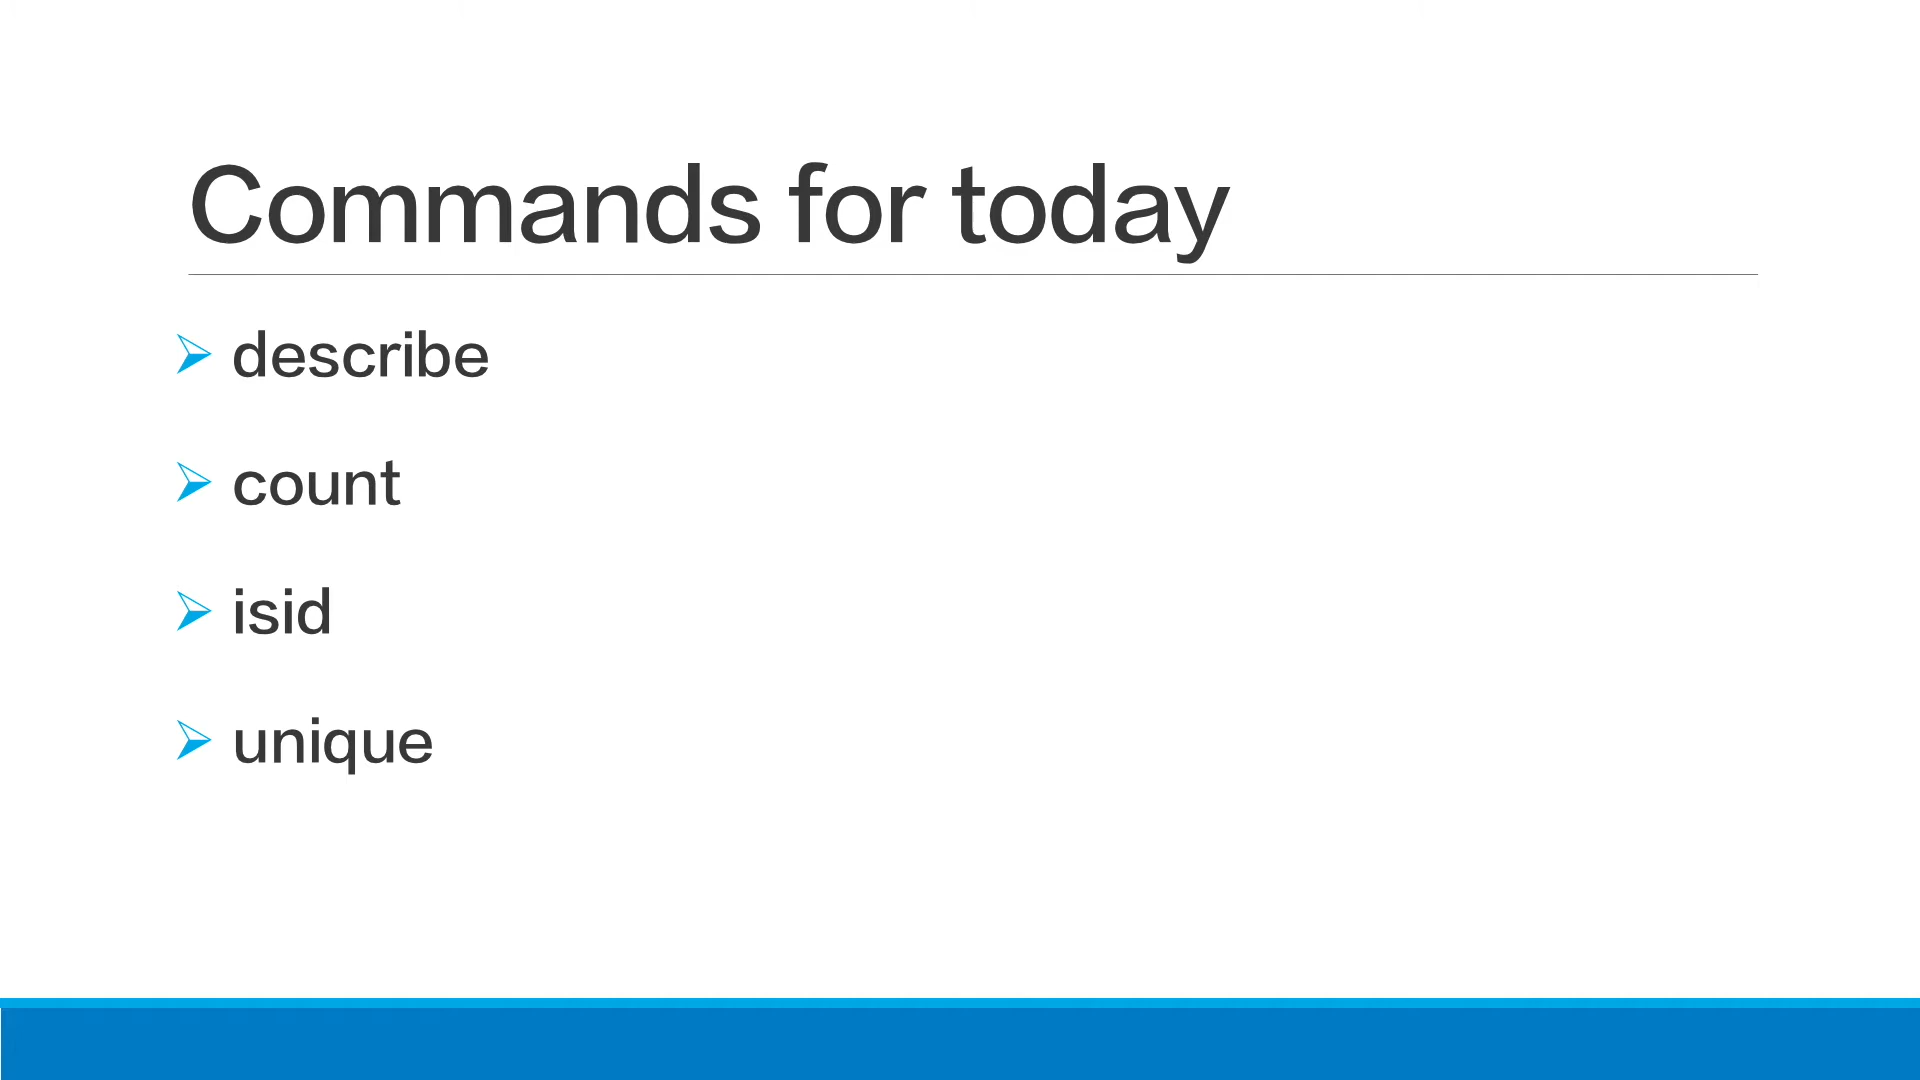 Commands for today
describe
count
isid
unique